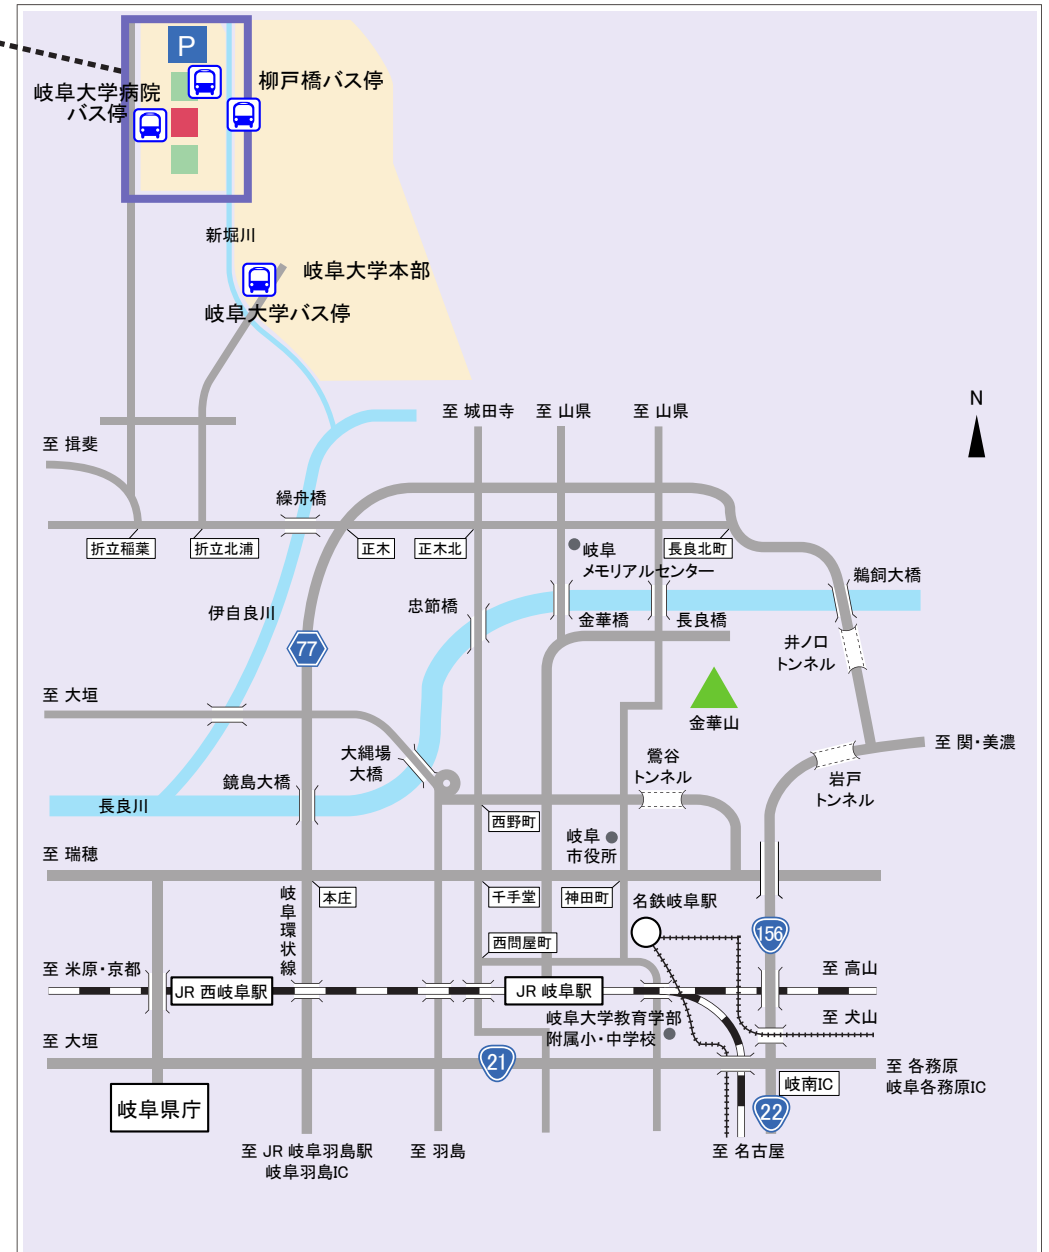 P
柳戸橋バス停
岐阜大学病院
バス停
新堀川
岐阜大学本部
岐阜大学バス停
N
至 城田寺
至 山県
至 山県
至 揖斐
繰舟橋
折立稲葉
折立北浦
正木
正木北
長良北町
岐阜
メモリアルセンター
鵜飼大橋
伊自良川
忠節橋
金華橋
長良橋
77
井ノ口
トンネル
至 大垣
金華山
至 関・美濃
大縄場
大橋
鶯谷
トンネル
鏡島大橋
岩戸
トンネル
長良川
西野町
岐阜
市役所
至 瑞穂
岐阜環状線
本庄
千手堂
神田町
名鉄岐阜駅
156
西問屋町
至 米原・京都
至 高山
JR 西岐阜駅
JR 岐阜駅
岐阜大学教育学部
附属小・中学校
至 犬山
至 大垣
21
至 各務原
岐阜各務原IC
岐南IC
岐阜県庁
22
至 JR 岐阜羽島駅
岐阜羽島IC
至 羽島
至 名古屋